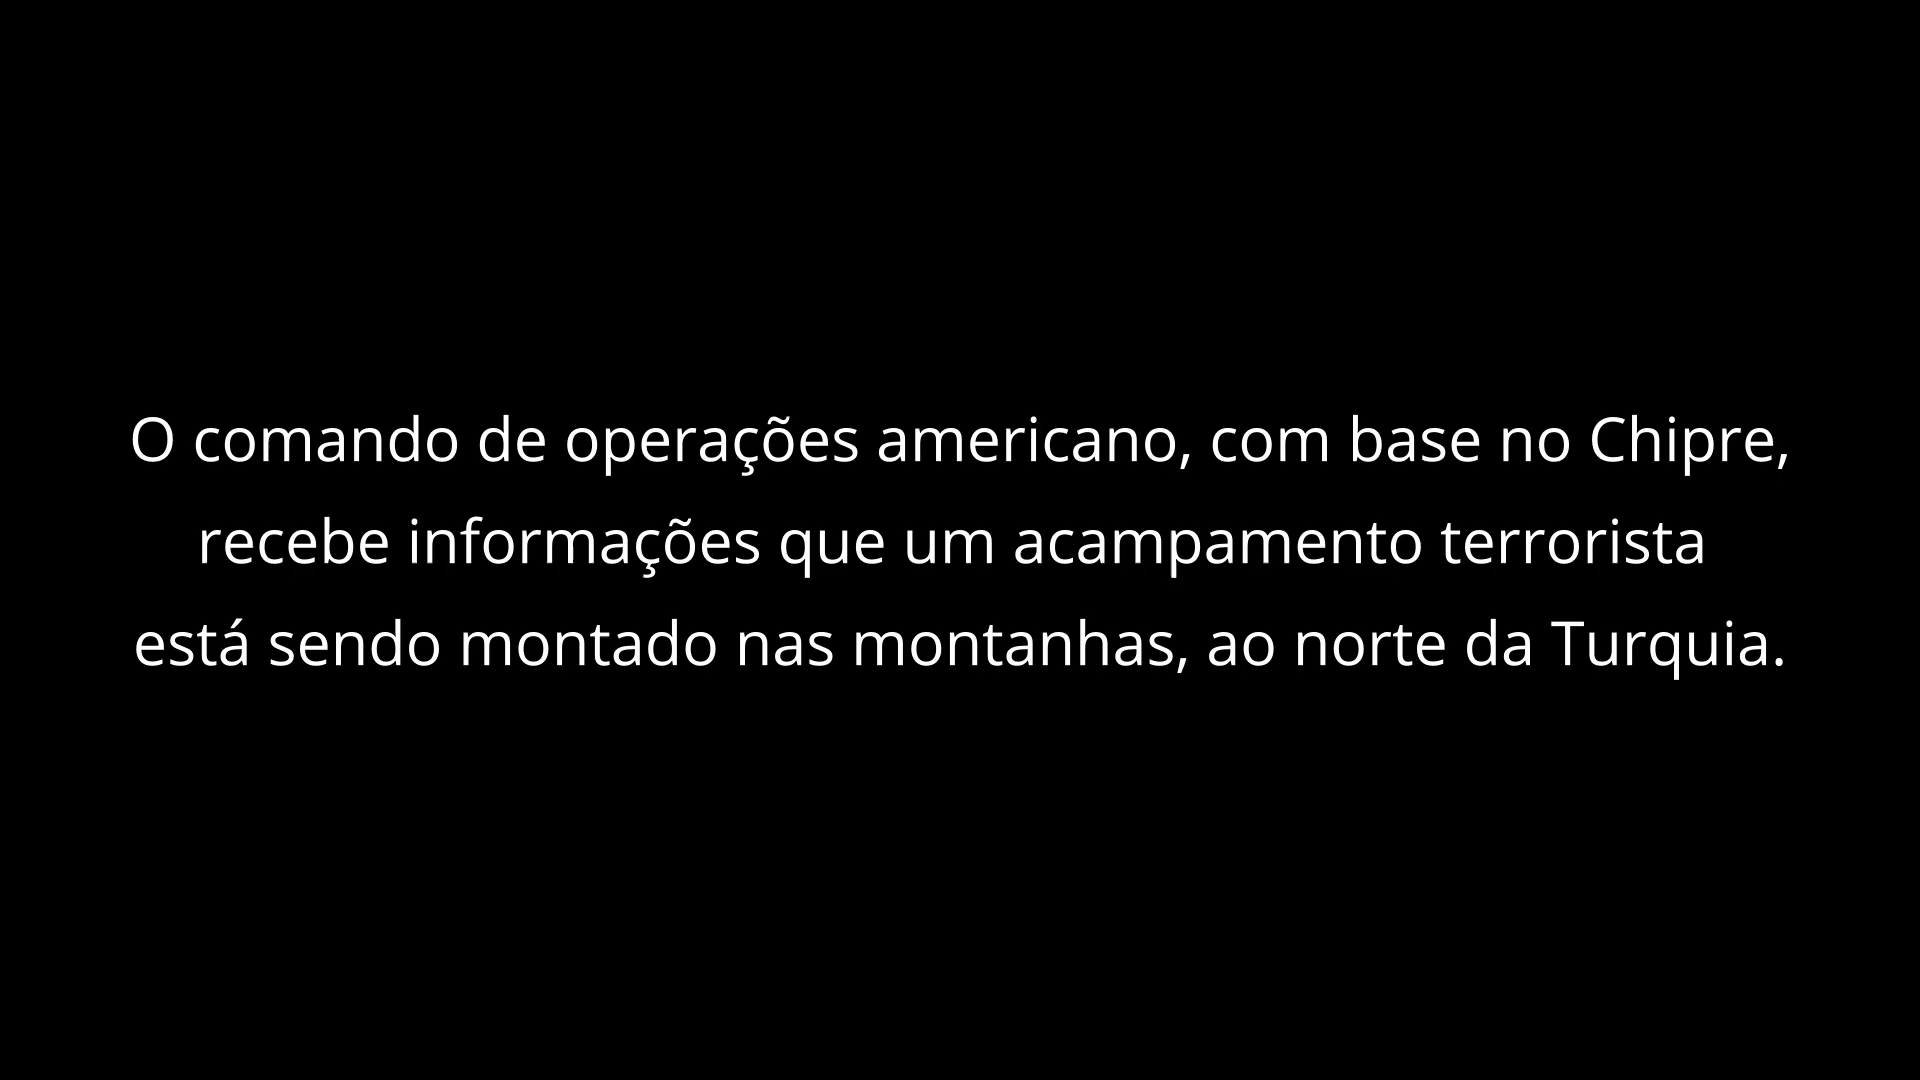 O comando de operações americano, com base no Chipre,
recebe informações que um acampamento terrorista
está sendo montado nas montanhas, ao norte da Turquia.